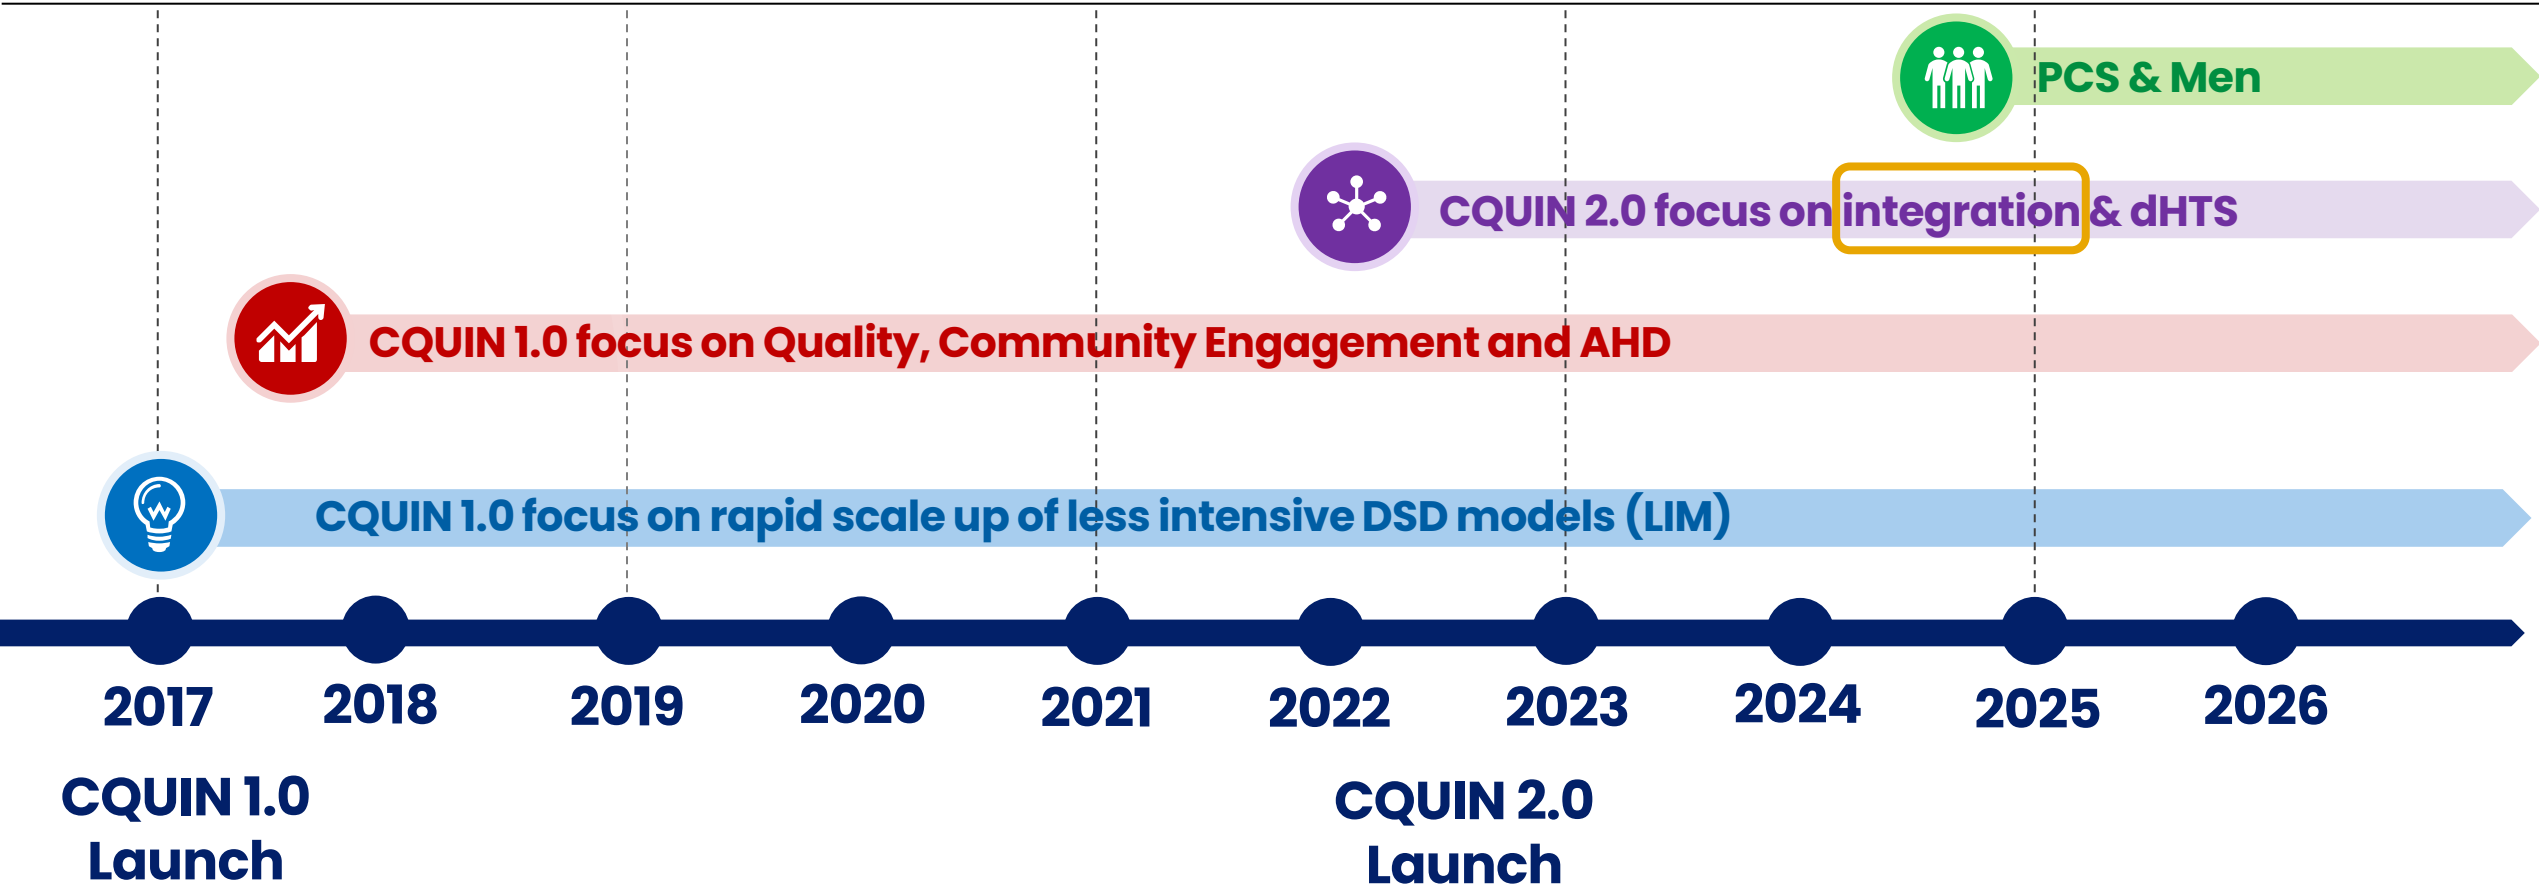 PCS & Men
CQUIN 2.0 focus on integration & dHTS
CQUIN 1.0 focus on Quality, Community Engagement and AHD
CQUIN 1.0 focus on rapid scale up of less intensive DSD models (LIM)
2017 2018 2019 2020 2021 2022 2023 2024 2025 2026
CQUIN 1.0
Launch
CQUIN 2.0
Launch